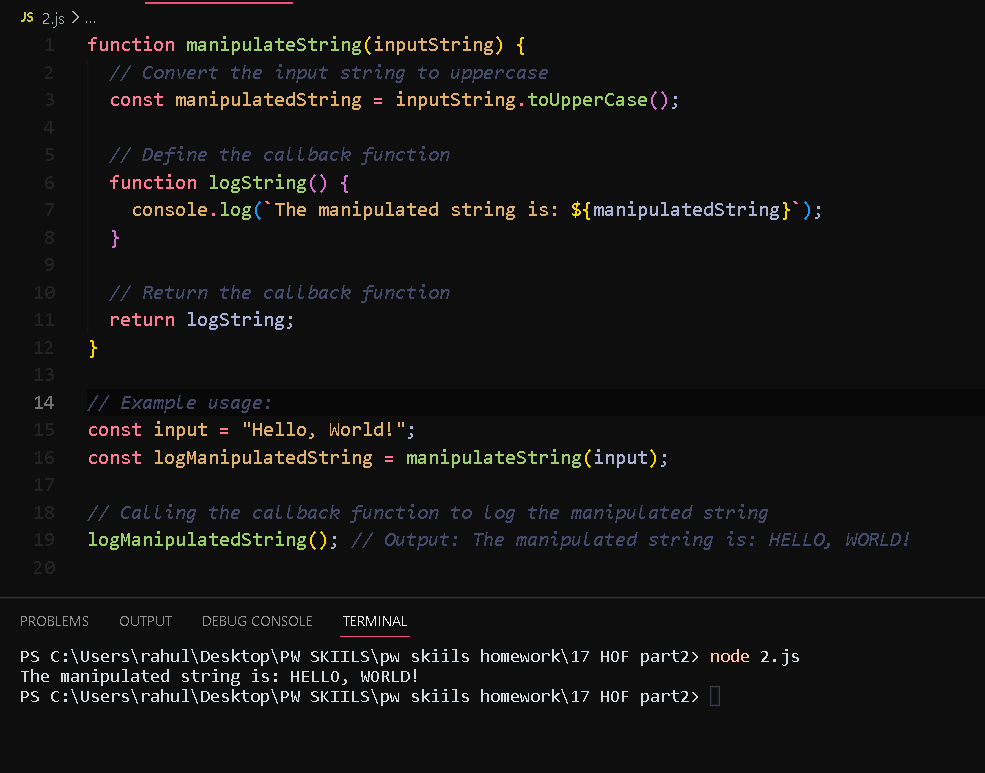 JS 2.js > ...
1 function manipulateString(inputString) {
2 // Convert the input string to uppercase
3 const manipulatedString = inputString.toUpperCase();
4
5 // Define the callback function
6 function logString() {
7 console.log(`The manipulated string is: ${manipulatedString}`);
8 }
9
10 // Return the callback function
11 return logString;
12 }
13
14 // Example usage:
15 const input = "Hello, World!";
16 const logManipulatedString = manipulateString(input);
17
18 // Calling the callback function to log the manipulated string
19 logManipulatedString(); // Output: The manipulated string is: HELLO, WORLD!
20
PROBLEMS OUTPUT DEBUG CONSOLE TERMINAL
PS C:\Users\rahul\Desktop\PW SKIILS\pw skiils homework\17 HOF part2> node 2.js
The manipulated string is: HELLO, WORLD!
PS C:\Users\rahul\Desktop\PW SKIILS\pw skiils homework\17 HOF part2>